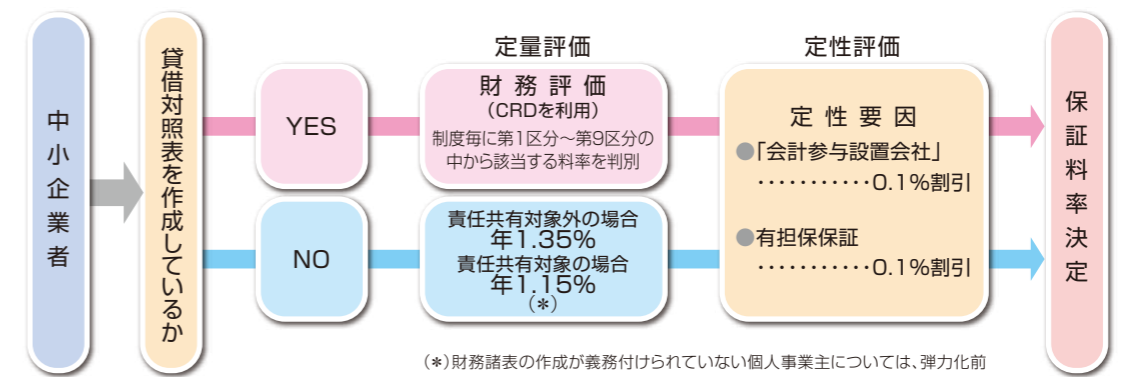 中小企業者
貸借対照表を作成しているか
YES
NO
定量評価
財務評価
（CRDを利用）
制度毎に第1区分～第9区分の
中から該当する料率を判別
責任共有対象外の場合
年1.35%
責任共有対象の場合
年1.15%
（＊）
定性評価
定性要因
●「会計参与設置会社」
‥‥‥‥‥‥0.1%割引
●有担保保証
‥‥‥‥‥‥0.1%割引
保証料率決定
（＊）財務諸表の作成が義務付けられていない個人事業主については、弾力化前